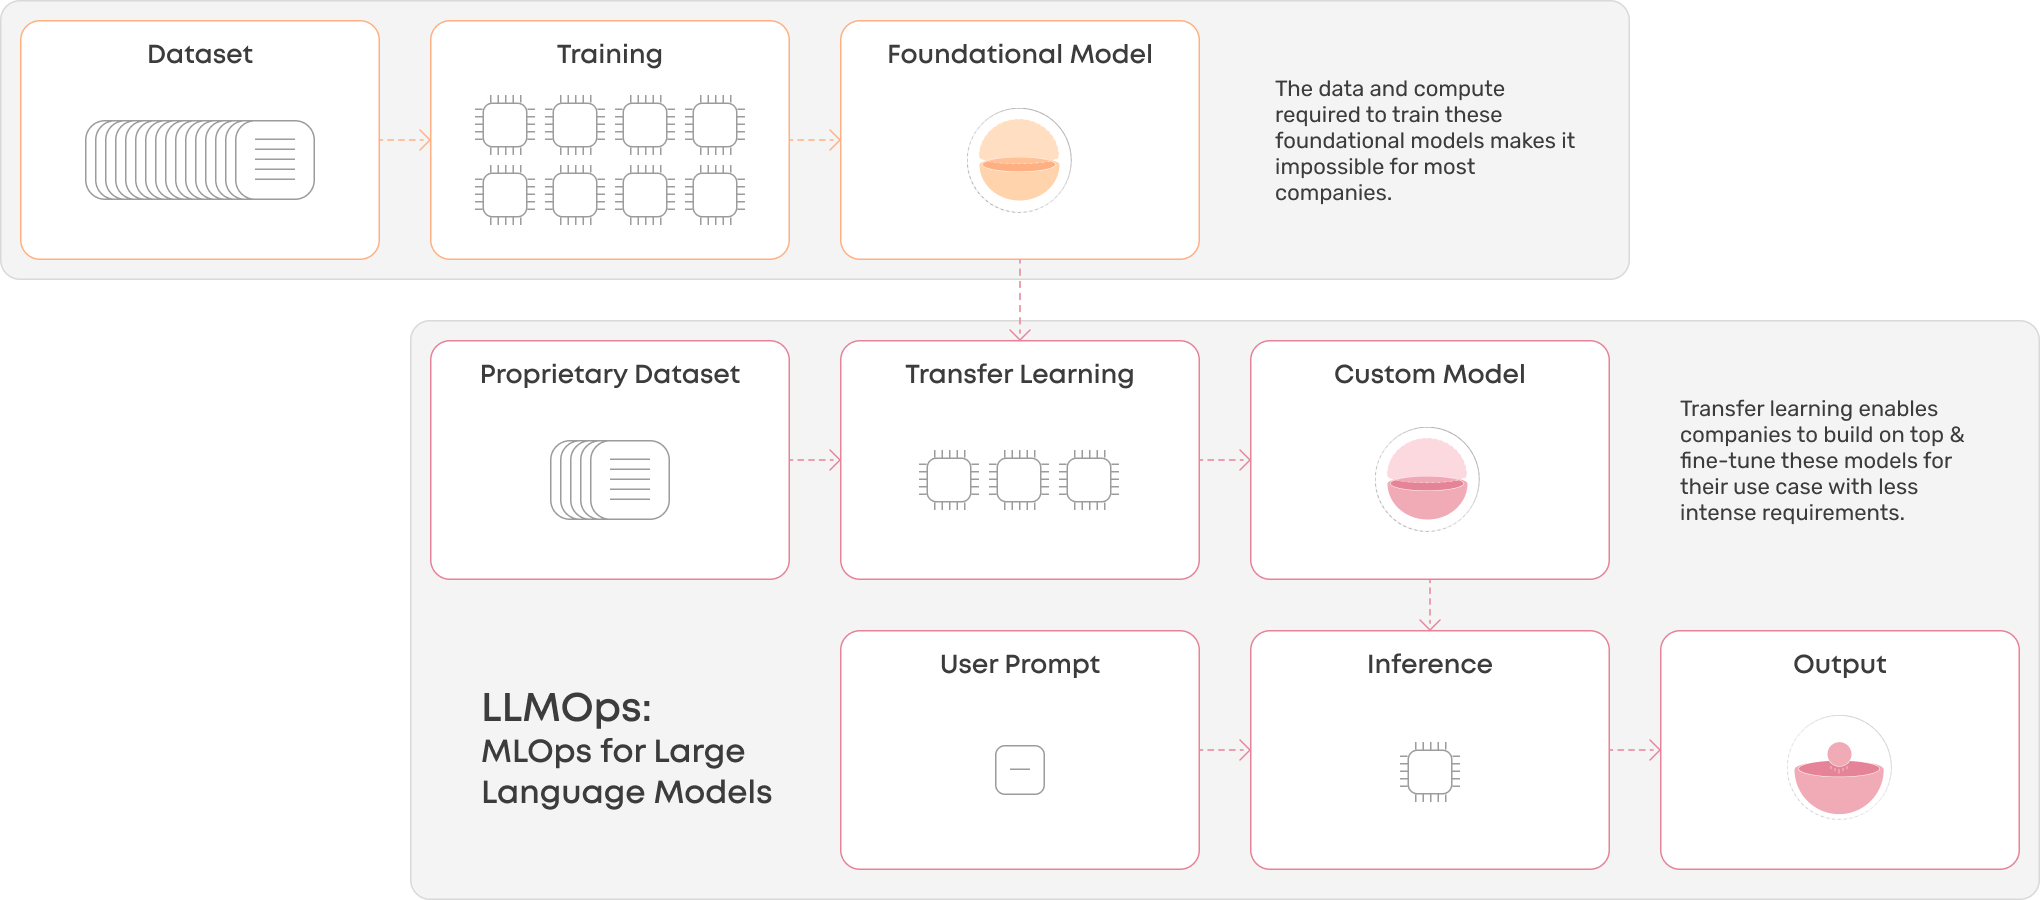 Dataset
Training
Foundational Model
The data and compute
required to train these
foundational models makes it
impossible for most
companies.
Proprietary Dataset
Transfer Learning
Custom Model
Transfer learning enables
companies to build on top &
fine-tune these models for
their use case with less
intense requirements.
LLMOps:
MLOps for Large
Language Models
User Prompt
Inference
Output